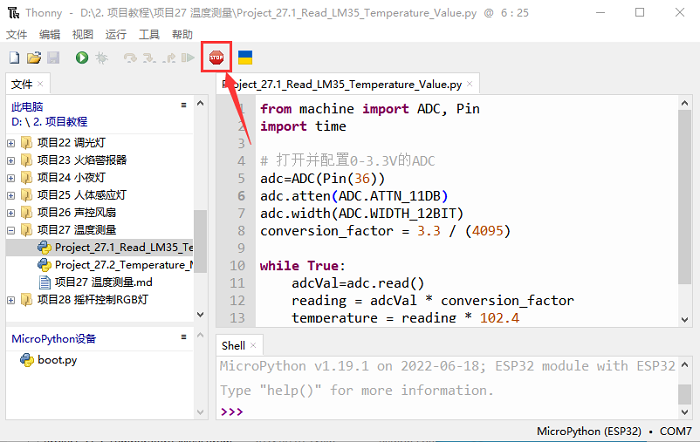 Thonny - D:\2. 项目教程\项目27 温度测量\Project_27.1_Read_LM35_Temperature_Value.py @ 6 : 25
文件 编辑 视图 运行 工具 帮助
STOP
文件
此电脑
D: \ 2. 项目教程
项目22 调光灯
项目23 火焰警报器
项目24 小夜灯
项目25 人体感应灯
项目26 声控风扇
项目27 温度测量
Project_27.1_Read_LM35_Te
Project_27.2_Temperature_M
项目27 温度测量.md
项目28 摇杆控制RGB灯
MicroPython设备
boot.py
Project_27.1_Read_LM35_Temperature_Value.py
1 from machine import ADC, Pin
2 import time
3
4 # 打开并配置0-3.3V的ADC
5 adc=ADC(Pin(36))
6 adc.atten(ADC.ATTN_11DB)
7 adc.width(ADC.WIDTH_12BIT)
8 conversion_factor = 3.3 / (4095)
9
10 while True:
11 adcVal=adc.read()
12 reading = adcVal * conversion_factor
13 temperature = reading * 102.4
Shell
MicroPython v1.19.1 on 2022-06-18; ESP32 module with ESP32
Type "help()" for more information.
>>>
MicroPython (ESP32) • COM7